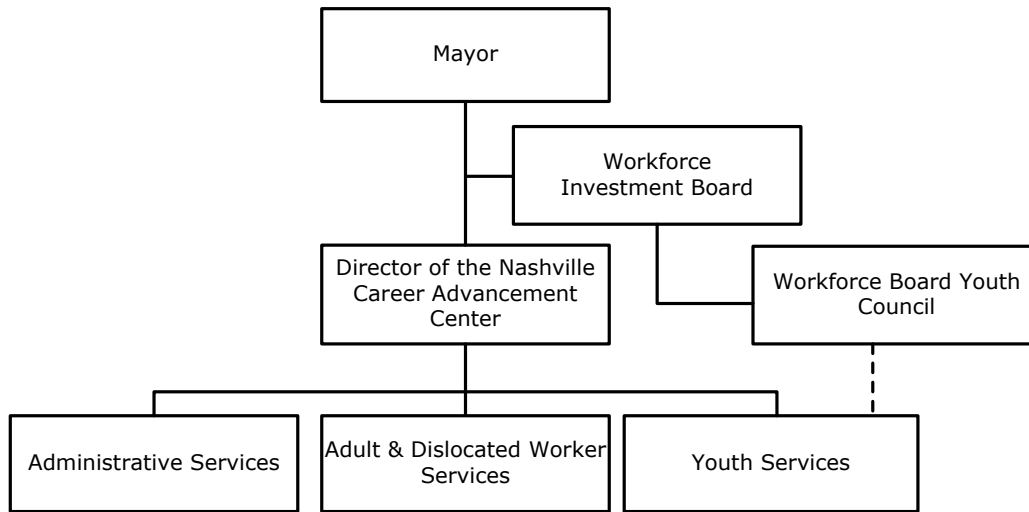 Mayor
Workforce
Investment Board
Director of the Nashville
Career Advancement
Center
Workforce Board Youth
Council
Administrative Services
Adult & Dislocated Worker
Services
Youth Services